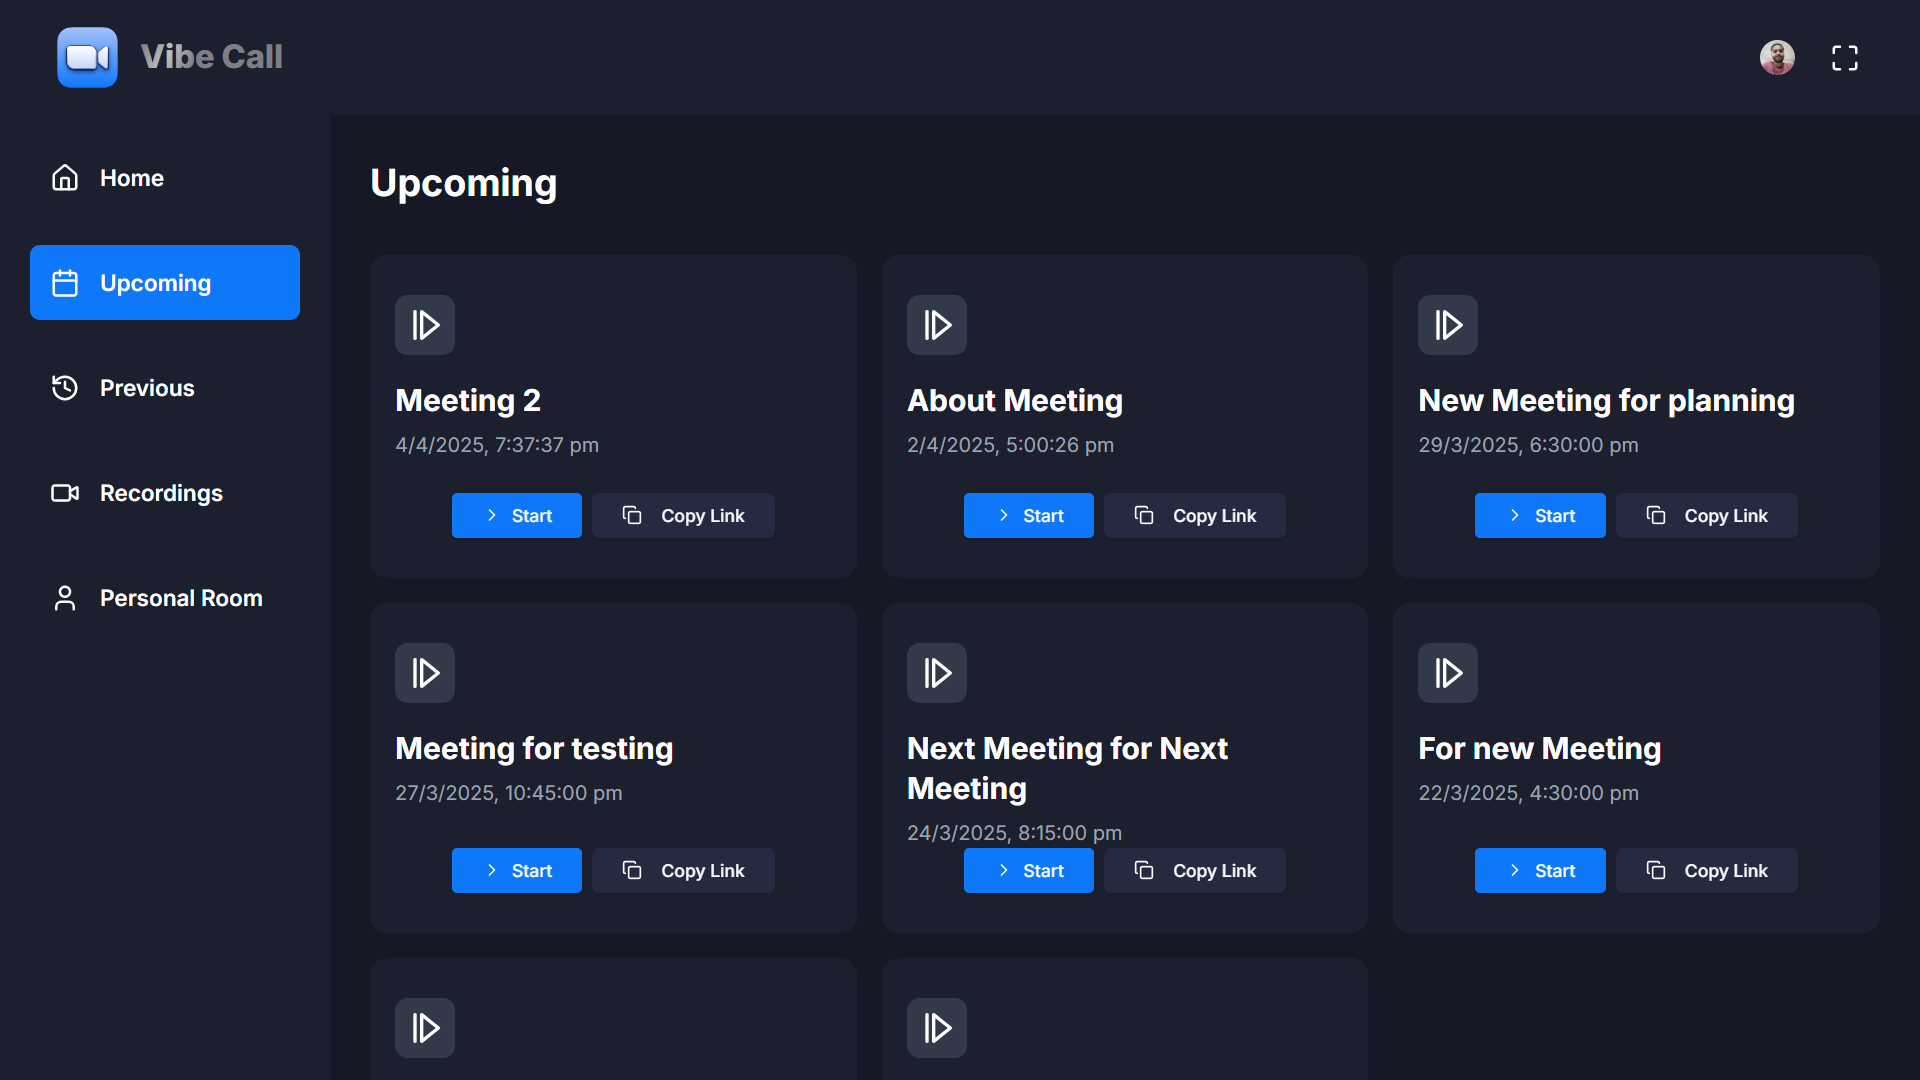 Vibe Call
Home
Upcoming
Previous
Recordings
Personal Room
Upcoming
Meeting 2
4/4/2025, 7:37:37 pm
Start
Copy Link
About Meeting
2/4/2025, 5:00:26 pm
Start
Copy Link
New Meeting for planning
29/3/2025, 6:30:00 pm
Start
Copy Link
Meeting for testing
27/3/2025, 10:45:00 pm
Start
Copy Link
Next Meeting for Next
Meeting
24/3/2025, 8:15:00 pm
Start
Copy Link
For new Meeting
22/3/2025, 4:30:00 pm
Start
Copy Link